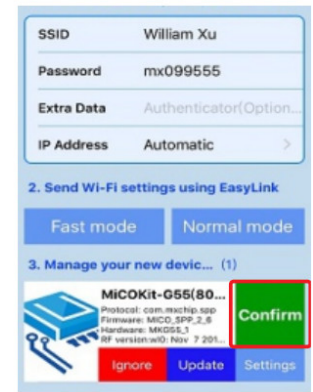 SSID William Xu
Password mx099555
Extra Data Authenticator(Option...
IP Address Automatic >
2. Send Wi-Fi settings using EasyLink
Fast mode Normal mode
3. Manage your new devic... (1)
MiCOKit-G55(80...
Protocol: com.mxchip.spp
Firmware: MICO_SPP_2_6
Hardware: MKG55_1
RF version:wl0: Nov 7 201...
Confirm
Ignore Update Settings